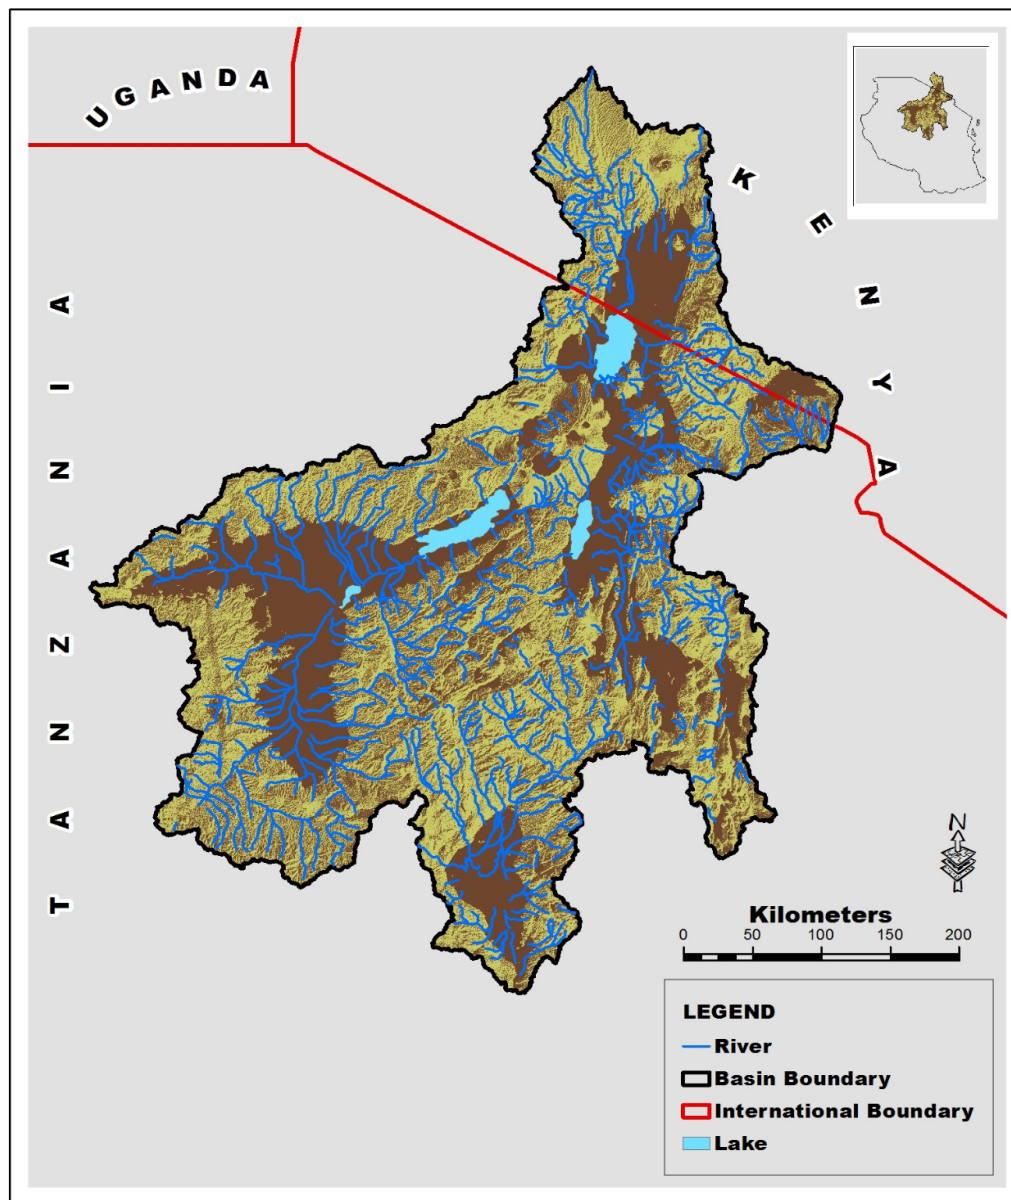 UGANDA
KENYA
TANZANIA
N
Kilometers
0 50 100 150 200
LEGEND
River
Basin Boundary
International Boundary
Lake